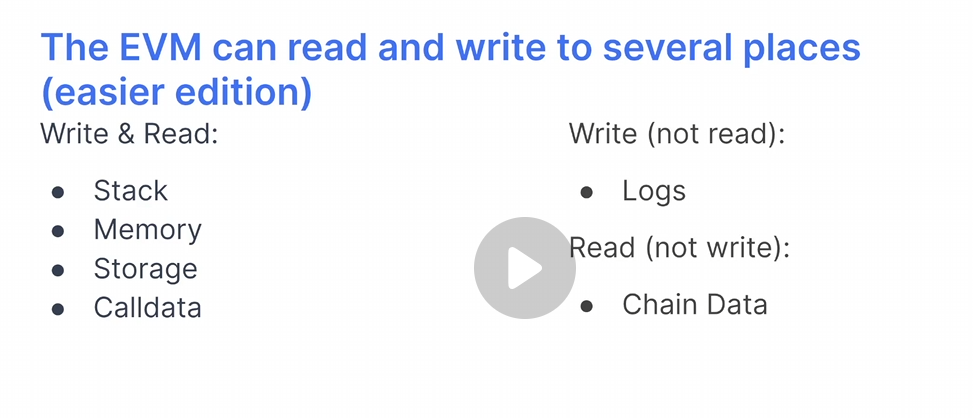 The EVM can read and write to several places
(easier edition)
Write & Read:
● Stack
● Memory
● Storage
● Calldata
Write (not read):
● Logs
Read (not write):
● Chain Data